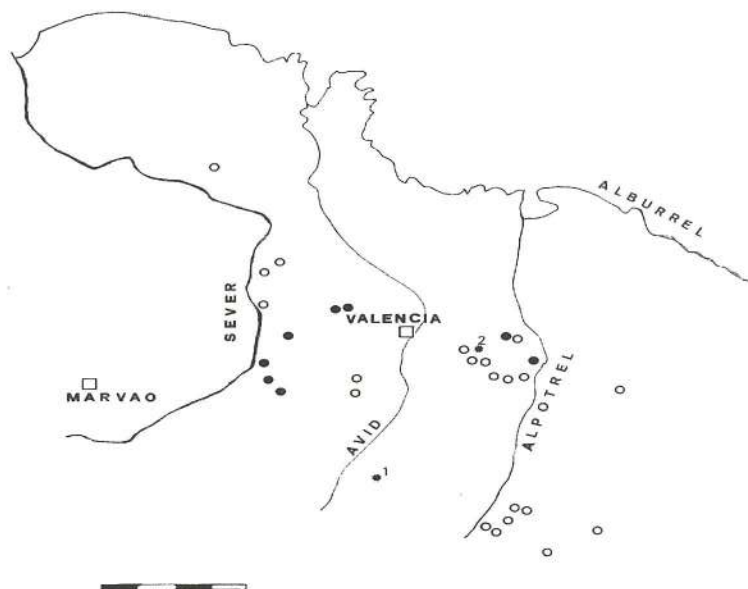 ALBURREL
SEVER
VALENCIA
2
MARVAO
ALPOTREL
AVID
1